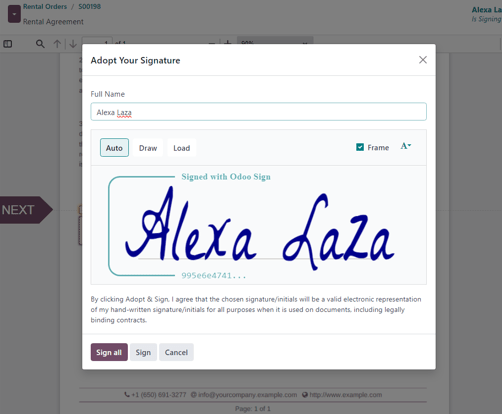 Rental Orders / S00198
Rental Agreement
Alexa La
Is Signing
1 of 1
90%
Adopt Your Signature
Full Name
Alexa Laza
Auto
Draw
Load
Frame
A
Signed with Odoo Sign
Alexa Laza
995e6e4741...
NEXT
By clicking Adopt & Sign, I agree that the chosen signature/initials will be a valid electronic representation
of my hand-written signature/initials for all purposes when it is used on documents, including legally
binding contracts.
Sign all
Sign
Cancel
+1 (650) 691-3277 info@yourcompany.example.com http://www.example.com
Page: 1 of 1